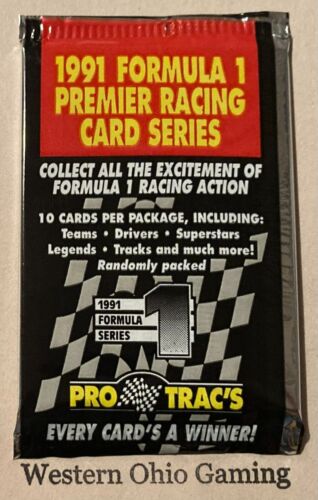 1991 FORMULA 1
PREMIER RACING
CARD SERIES
COLLECT ALL THE EXCITEMENT OF
FORMULA 1 RACING ACTION
10 CARDS PER PACKAGE, INCLUDING:
Teams • Drivers • Superstars
Legends • Tracks and much more!
Randomly packed
1991
FORMULA
SERIES
1
PRO TRAC'S
EVERY CARD'S A WINNER!
Western Ohio Gaming